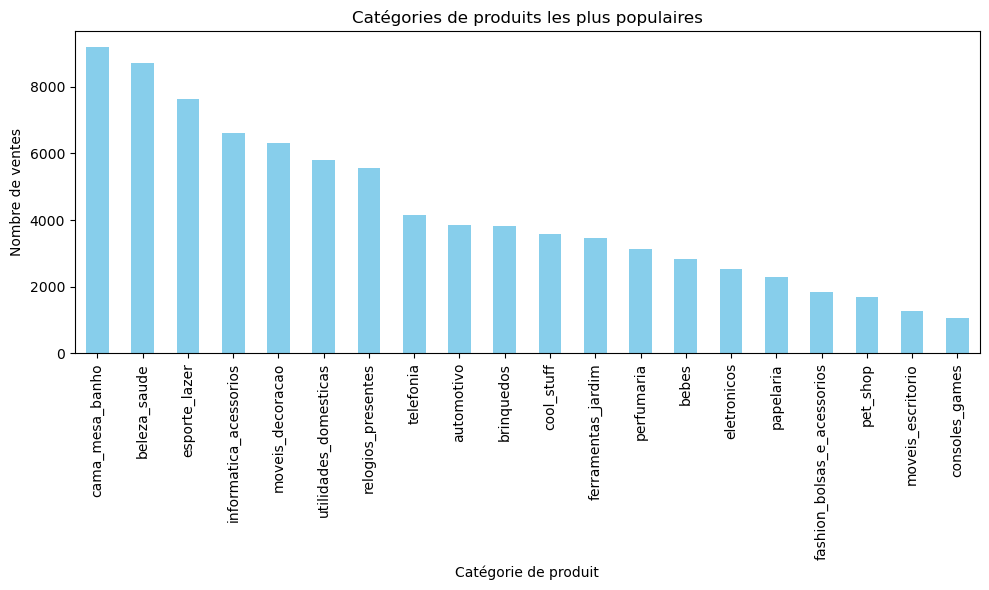 Catégories de produits les plus populaires
Nombre de ventes
8000
6000
4000
2000
0
cama_mesa_banho
beleza_saude
esporte_lazer
informatica_acessorios
moveis_decoracao
utilidades_domesticas
relogios_presentes
telefonia
automotivo
brinquedos
cool_stuff
ferramentas_jardim
perfumaria
bebes
eletronicos
papelaria
fashion_bolsas_e_acessorios
pet_shop
moveis_escritorio
consoles_games
Catégorie de produit